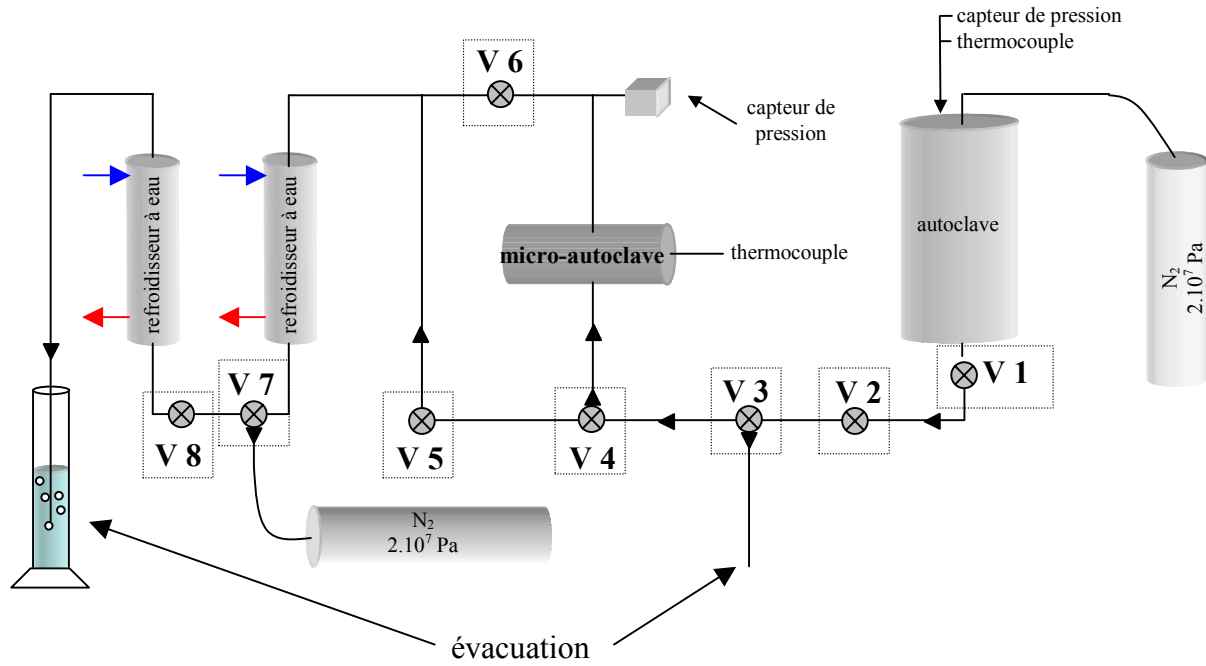 capteur de pression
thermocouple
V 6
capteur de
pression
refroidisseur à eau
refroidisseur à eau
micro-autoclave
thermocouple
autoclave
N₂
2.10⁷ Pa
V 1
V 7
V 3
V 2
V 8
V 5
V 4
N₂
2.10⁷ Pa
évacuation